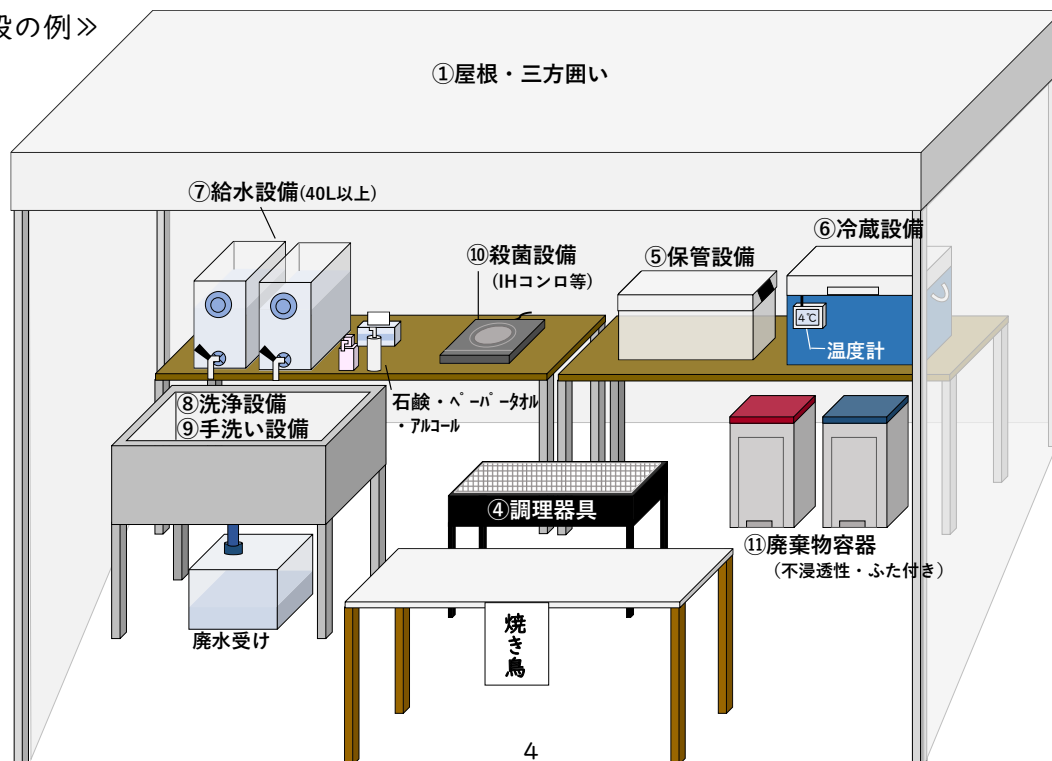 設の例≫
①屋根・三方囲い
⑦給水設備(40L以上)
⑥冷蔵設備
⑩殺菌設備
(IHコンロ等)
⑤保管設備
4℃
温度計
⑧洗浄設備
⑨手洗い設備
石鹸・ペーパータオル
・アルコール
④調理器具
⑪廃棄物容器
(不浸透性・ふた付き)
焼き鳥
廃水受け
4